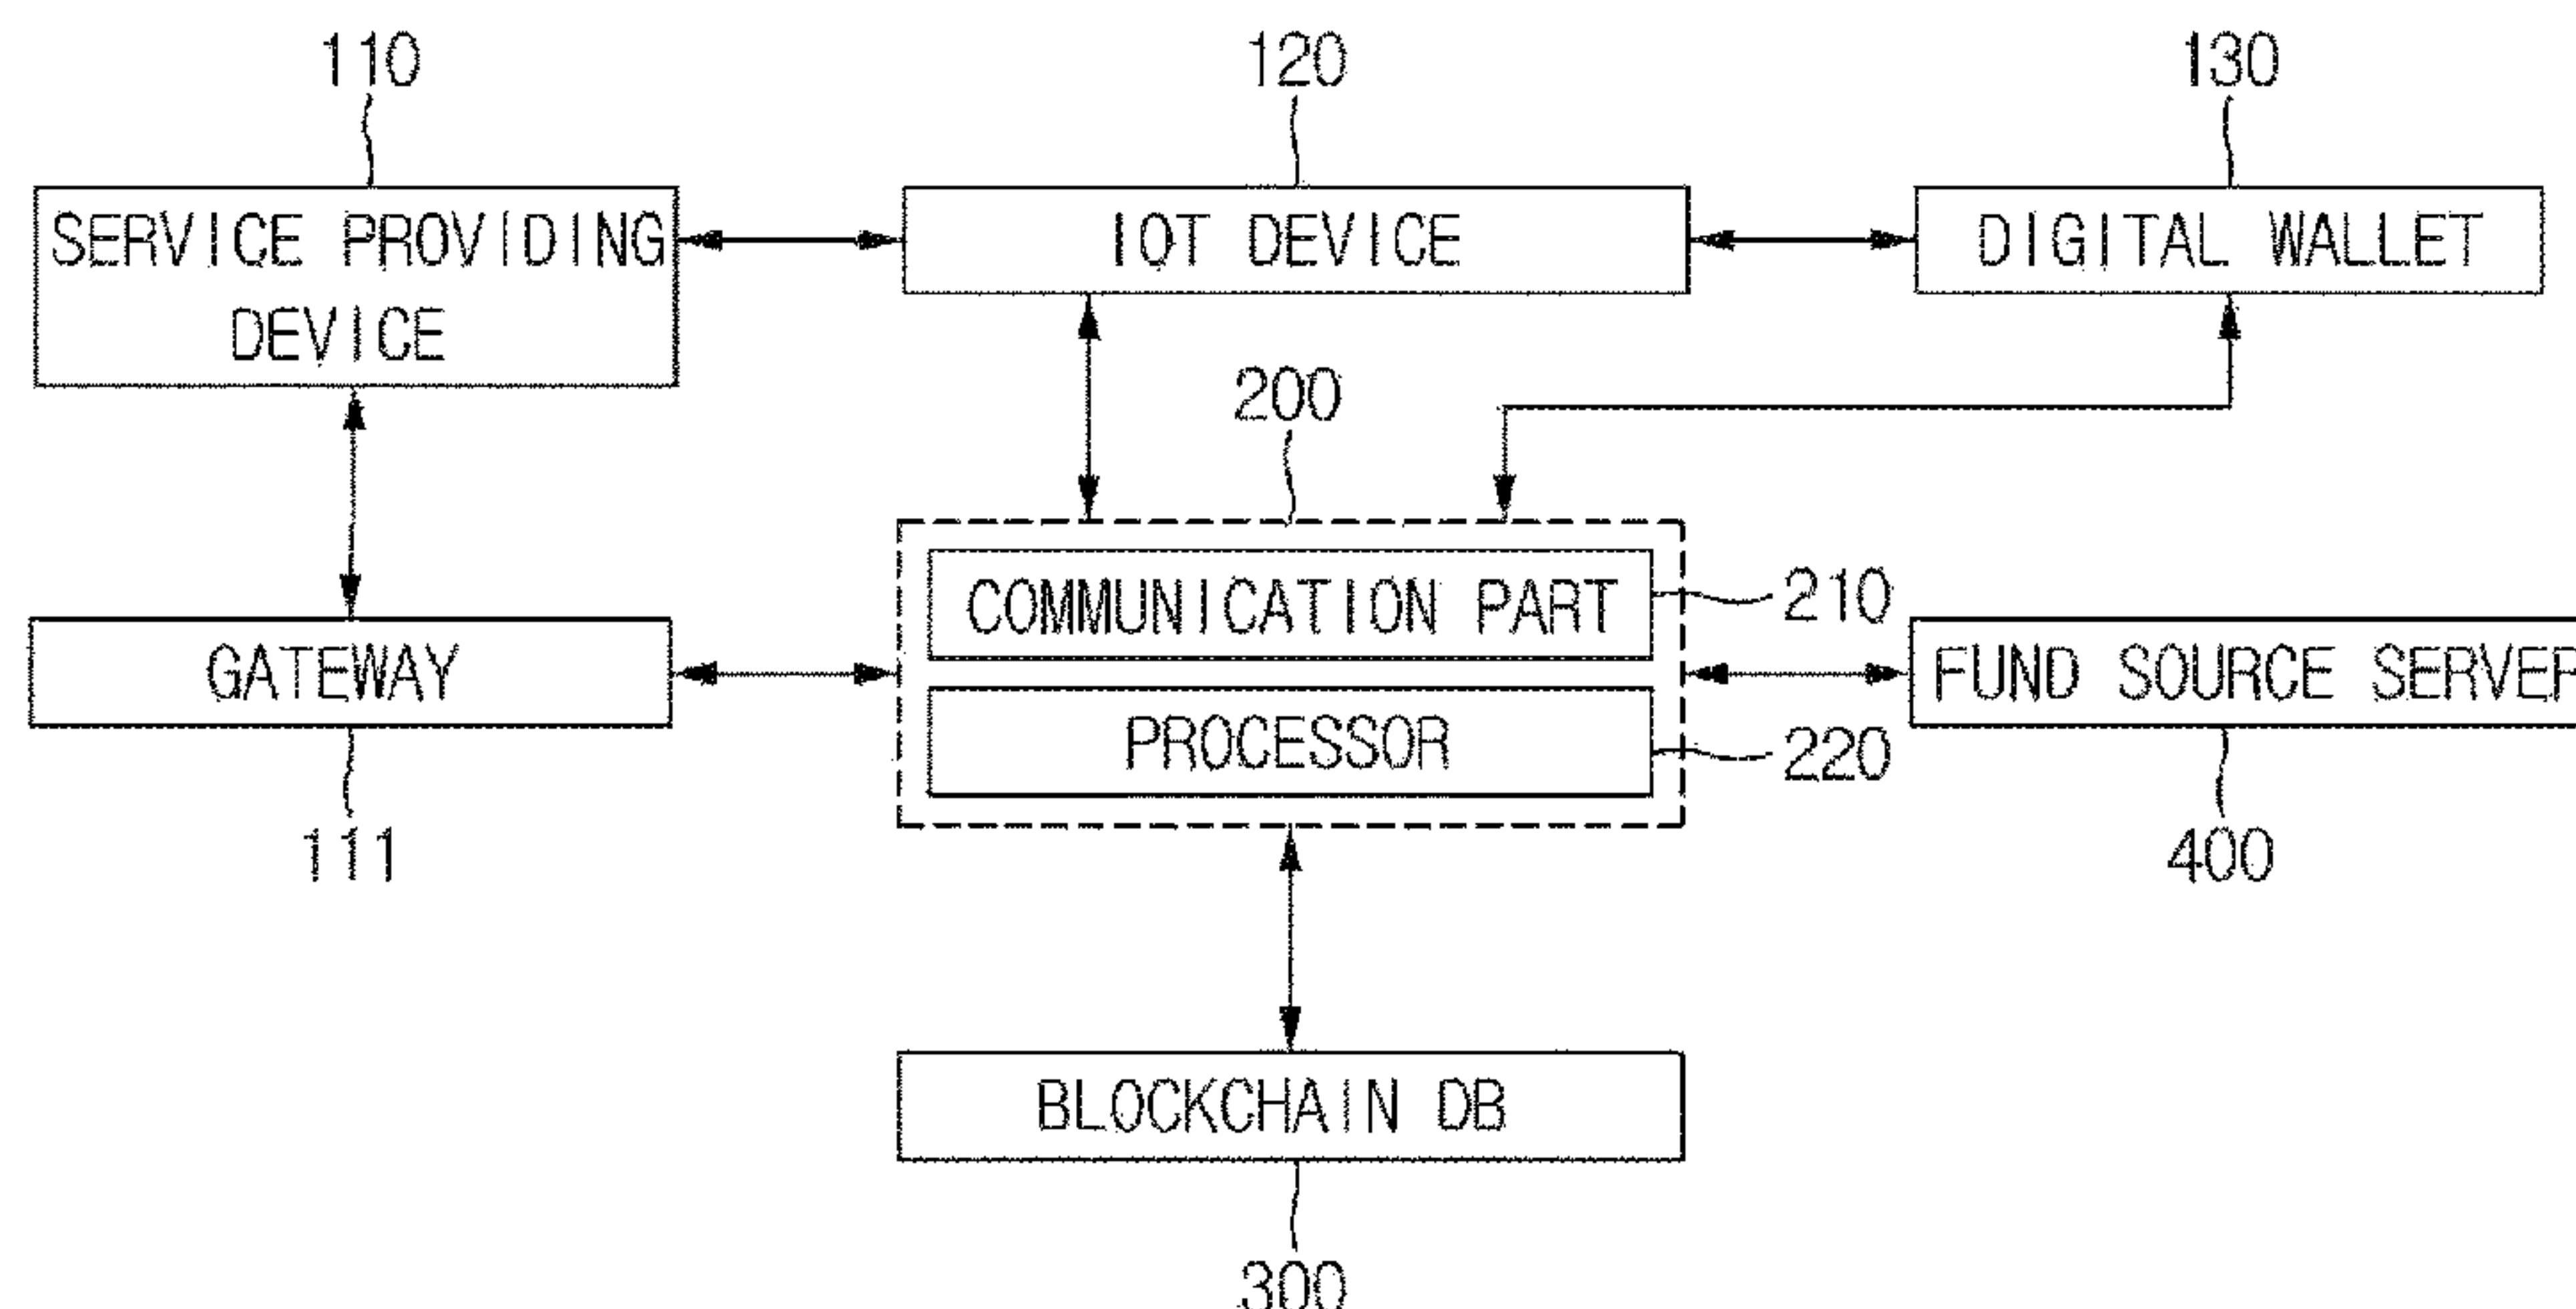 110
120
130
SERVICE PROVIDING
DEVICE
IOT DEVICE
DIGITAL WALLET
200
COMMUNICATION PART
210
GATEWAY
FUND SOURCE SERVER
PROCESSOR
220
111
400
BLOCKCHAIN DB
300